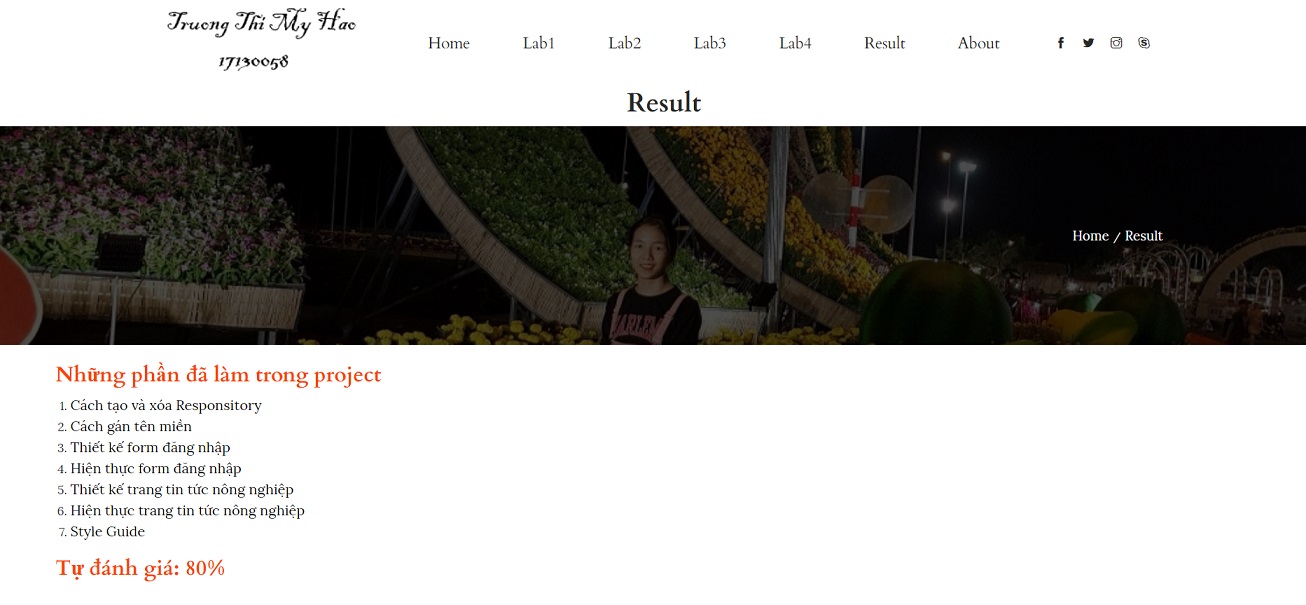 Truong Thi My Hao
17130058
Home Lab1 Lab2 Lab3 Lab4 Result About
Result
Home / Result
HARLEM
Những phần đã làm trong project
1. Cách tạo và xóa Responsitory
2. Cách gán tên miền
3. Thiết kế form đăng nhập
4. Hiện thực form đăng nhập
5. Thiết kế trang tin tức nông nghiệp
6. Hiện thực trang tin tức nông nghiệp
7. Style Guide
Tự đánh giá: 80%